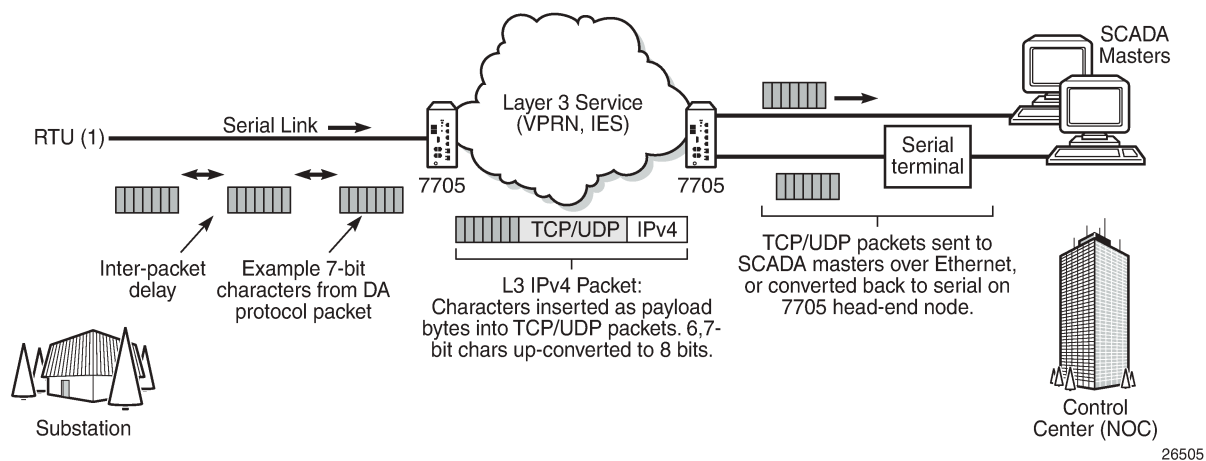 SCADA
Masters
Layer 3 Service
(VPRN, IES)
Serial Link
RTU (1)
Serial
terminal
7705
7705
TCP/UDP
IPv4
Inter-packet
delay
Example 7-bit
characters from DA
protocol packet
L3 IPv4 Packet:
Characters inserted as payload
bytes into TCP/UDP packets. 6,7-
bit chars up-converted to 8 bits.
TCP/UDP packets sent to
SCADA masters over Ethernet,
or converted back to serial on
7705 head-end node.
Substation
Control
Center (NOC)
26505